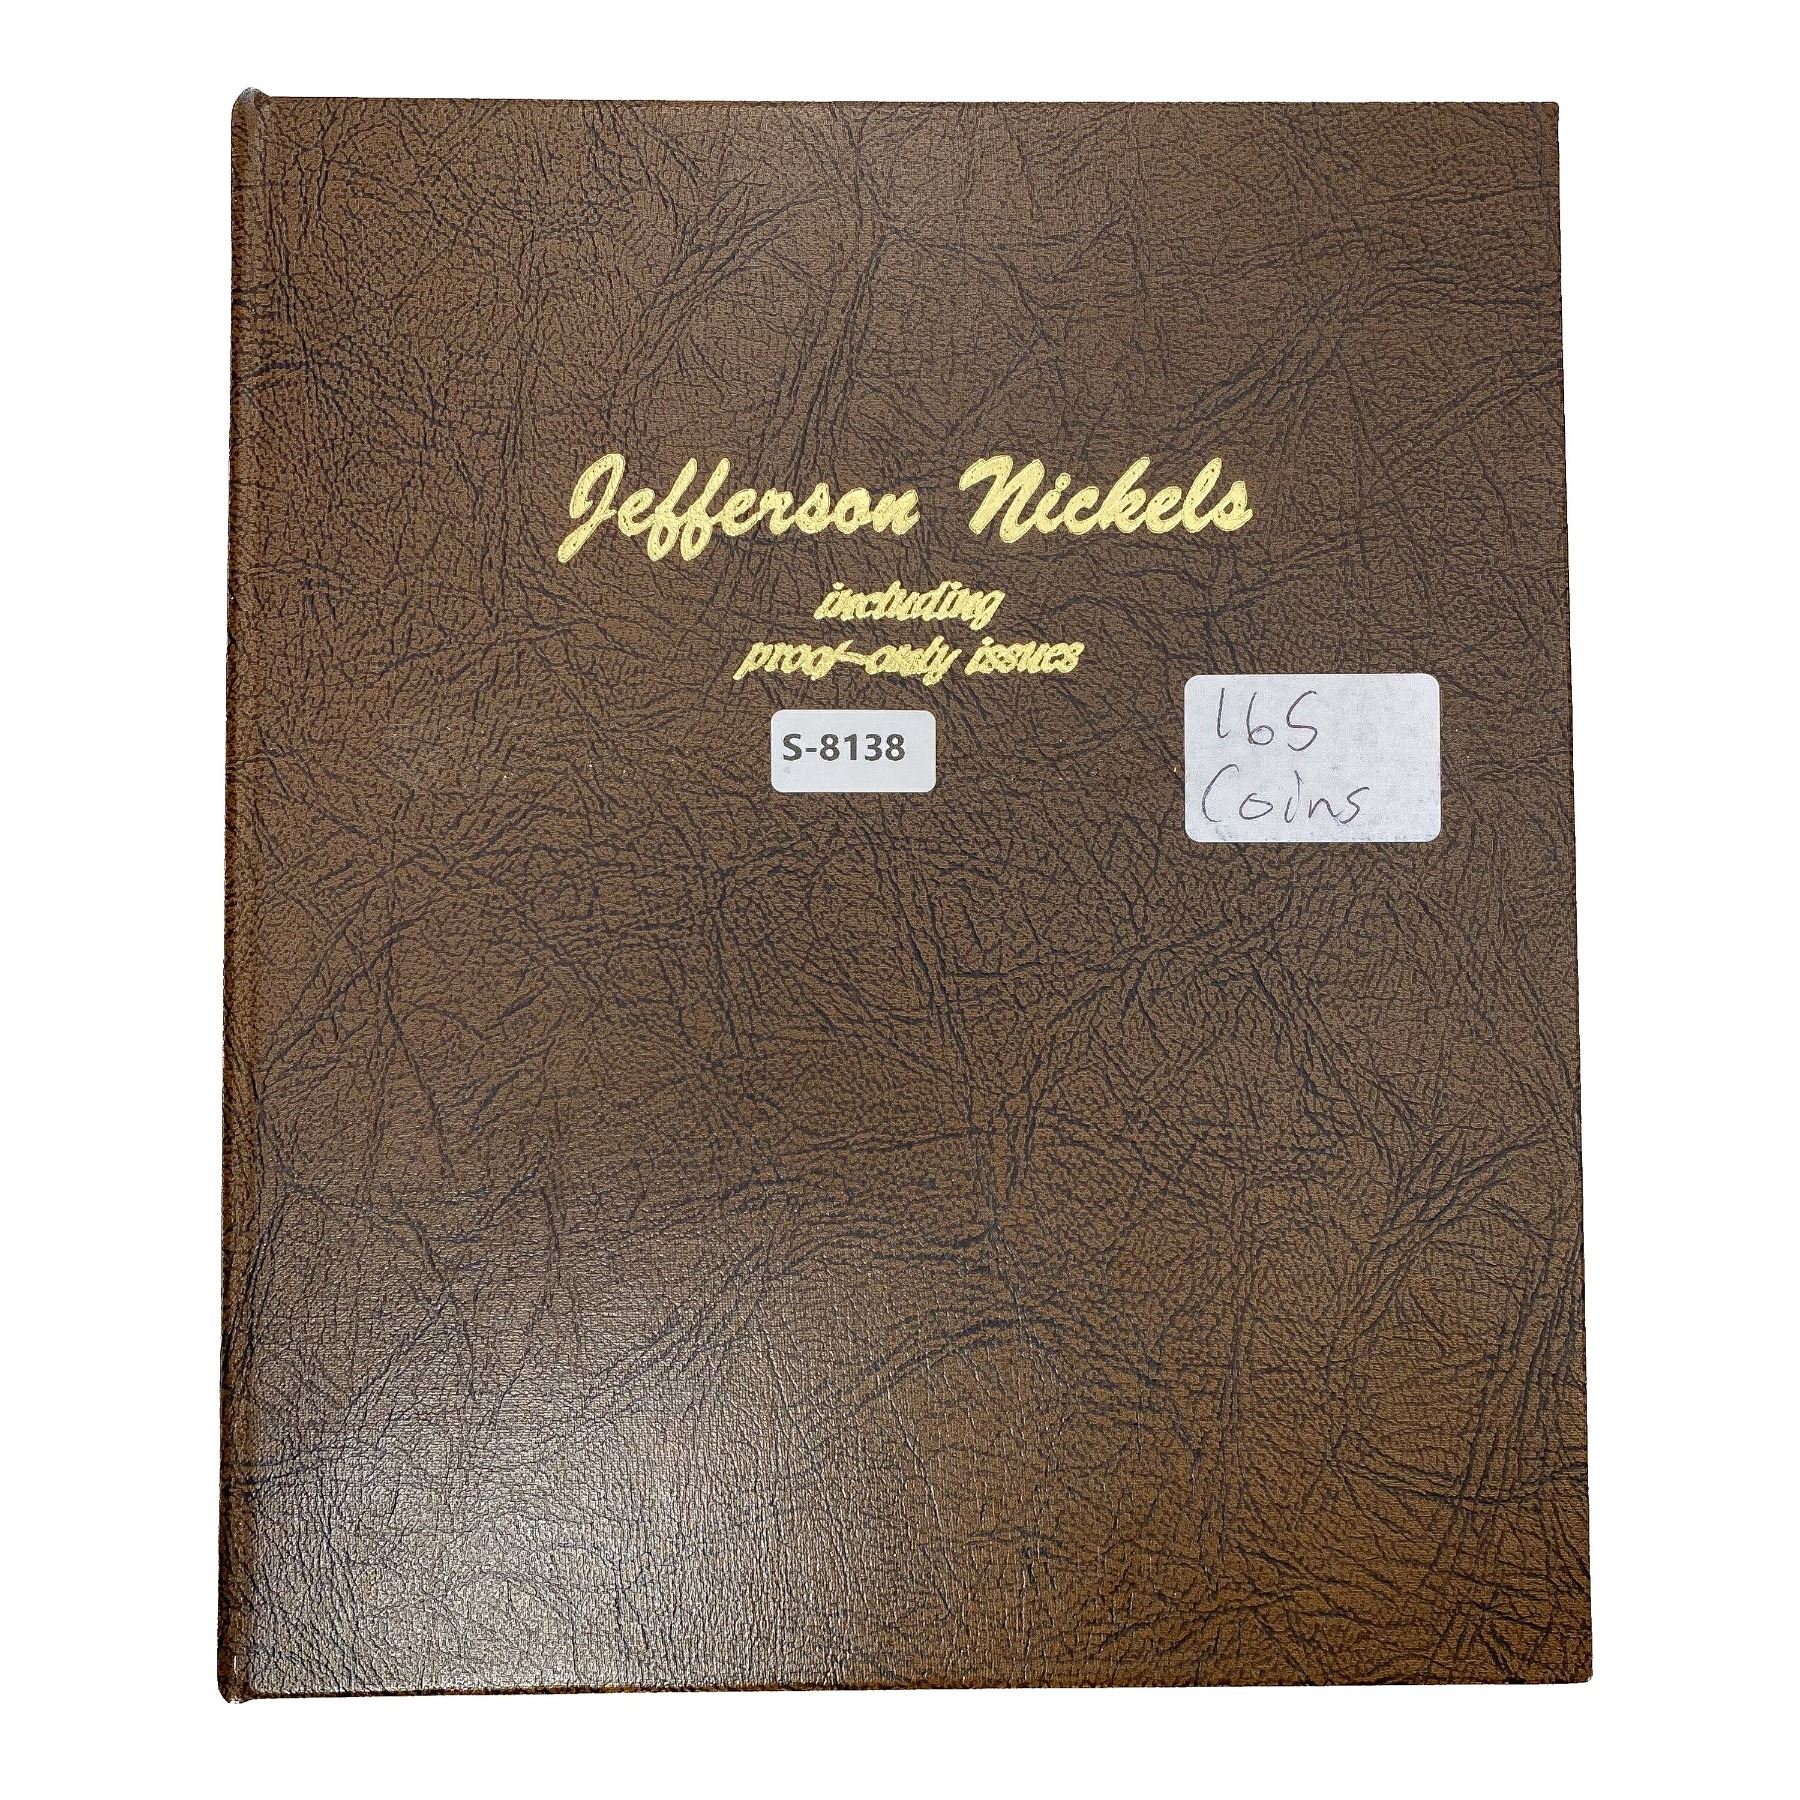 Jefferson Nickels
including
proof-only issues
S-8138
165
Coins